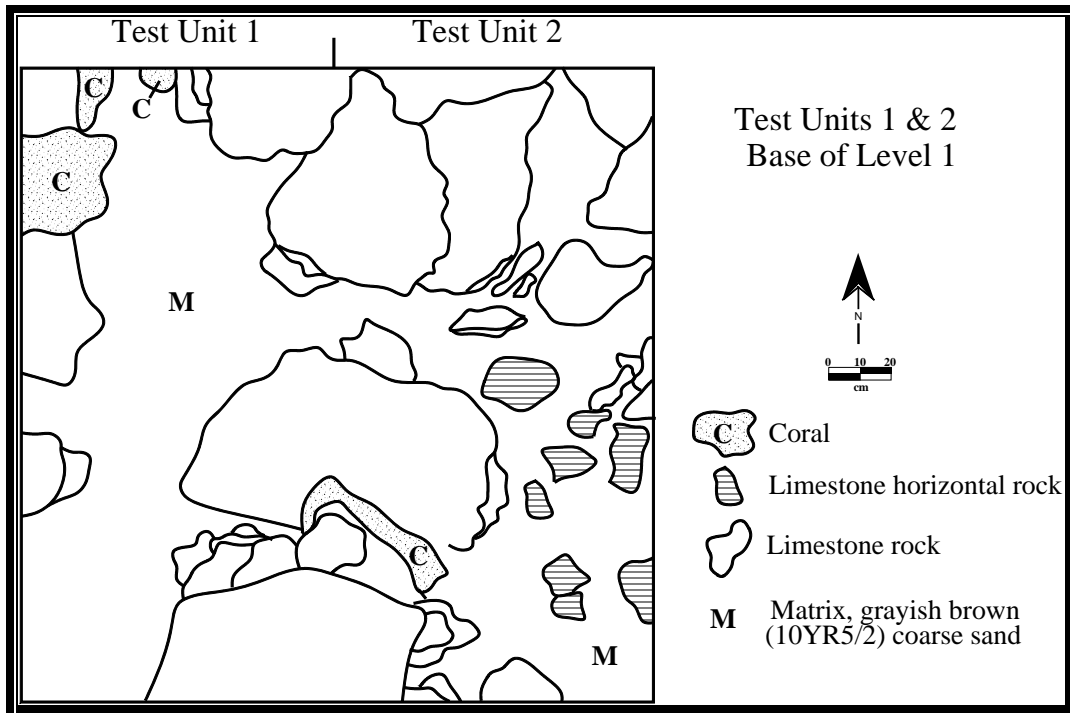 Test Unit 1
Test Unit 2
C
C
C
M
C
M
Test Units 1 & 2
Base of Level 1
N
0 10 20
cm
C Coral
Limestone horizontal rock
Limestone rock
M Matrix, grayish brown
(10YR5/2) coarse sand